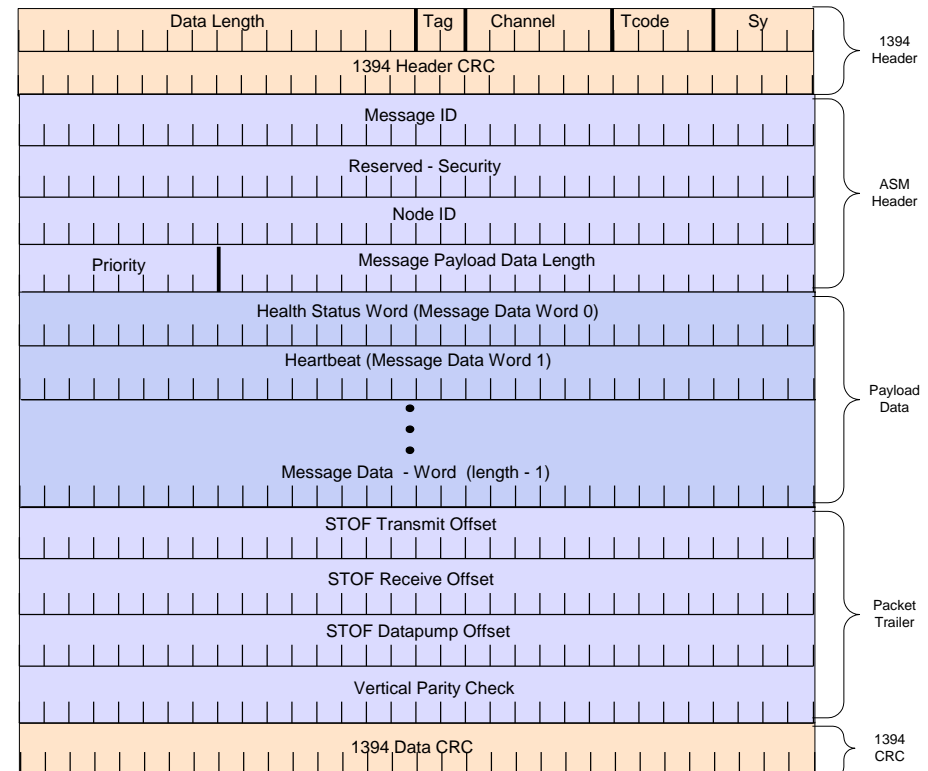 Data Length Tag Channel Tcode Sy
1394 Header CRC
1394
Header
Message ID
Reserved - Security
Node ID
Priority Message Payload Data Length
ASM
Header
Health Status Word (Message Data Word 0)
Heartbeat (Message Data Word 1)
Message Data - Word (length - 1)
Payload
Data
STOF Transmit Offset
STOF Receive Offset
STOF Datapump Offset
Vertical Parity Check
Packet
Trailer
1394 Data CRC
1394
CRC